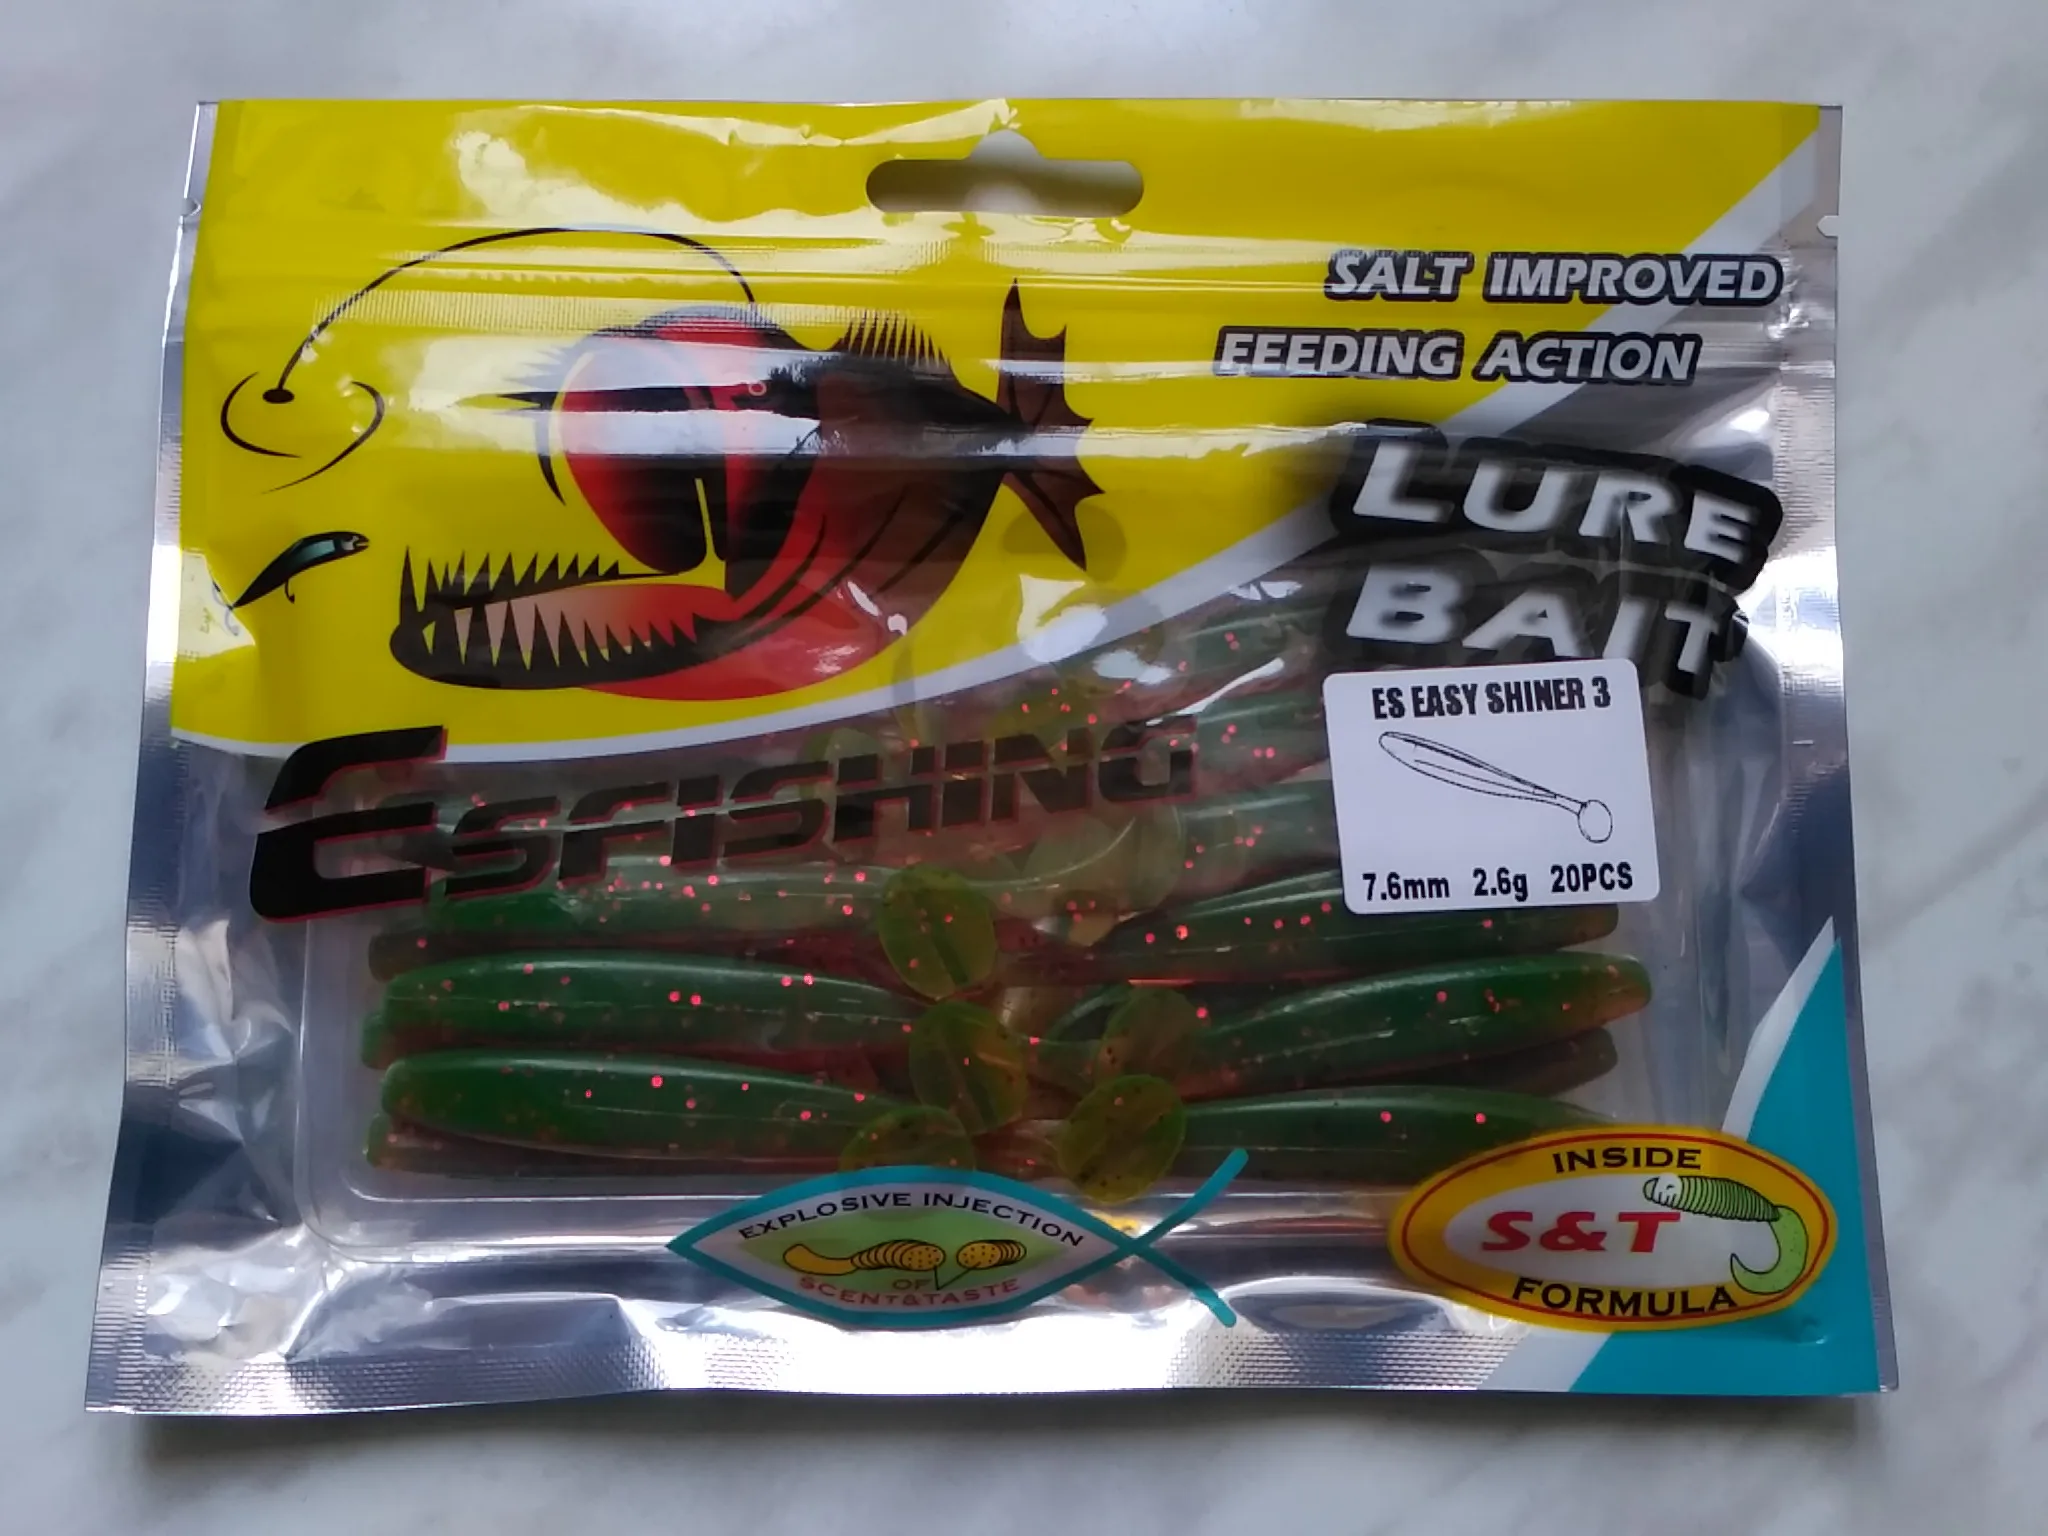 SALT IMPROVED
FEEDING ACTION
LURE
BAIT
ESFISHING
ES EASY SHINER 3
7.6mm 2.6g 20PCS
EXPLOSIVE INJECTION
OF
SCENT&TASTE
INSIDE
S&T
FORMULA